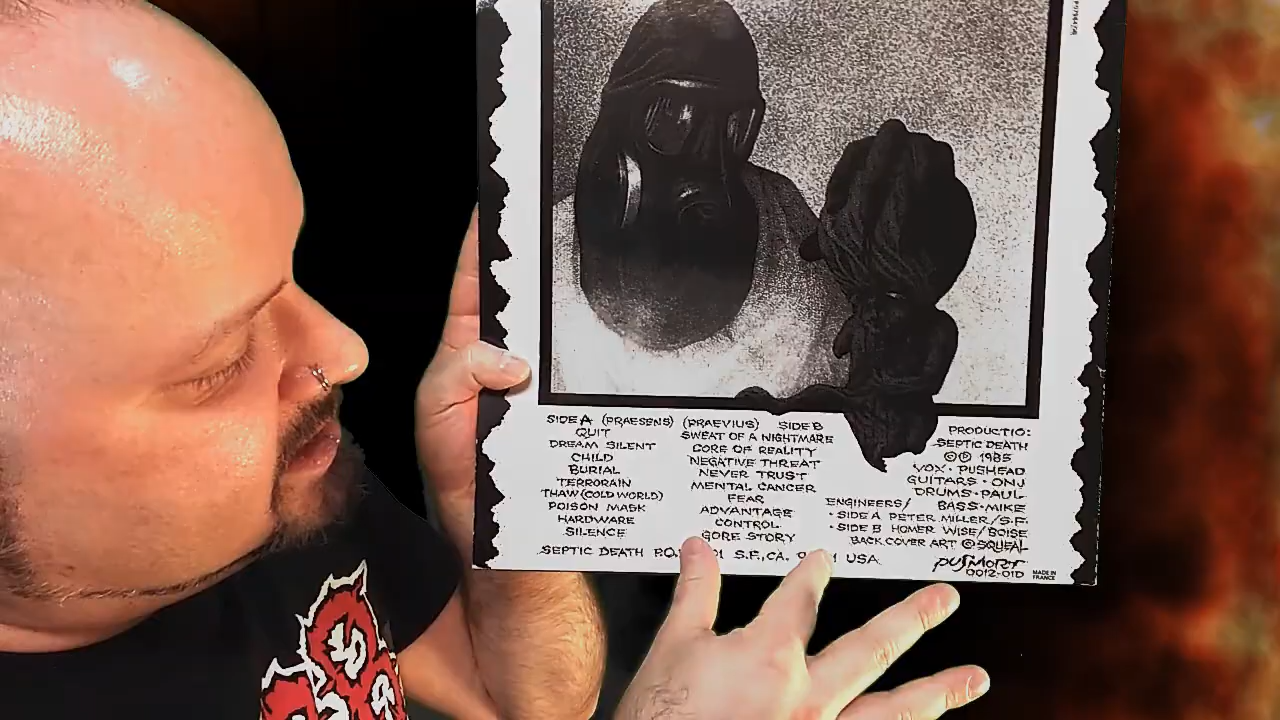 SIDE A (PRAESENS)
QUIT
DREAM SILENT
CHILD
BURIAL
TERRORAIN
THAW (COLD WORLD)
POISON MASK
HARDWARE
SILENCE
(PRAEVIUS) SIDE B
SWEAT OF A NIGHTMARE
CORE OF REALITY
NEGATIVE THREAT
NEVER TRUST
MENTAL CANCER
FEAR
ADVANTAGE
CONTROL
GORE STORY
PRODUCTIO:
SEPTIC DEATH
©℗ 1985
VOX · PUSHEAD
GUITARS · ONJ
DRUMS · PAUL
BASS · MIKE
ENGINEERS/
· SIDE A PETER MILLER/S.F.
· SIDE B HOMER WISE/BOISE
BACK COVER ART © SQUEAL
SEPTIC DEATH P.O. S.F., CA. USA
PUSMORT
0012-01D
MADE IN
FRANCE